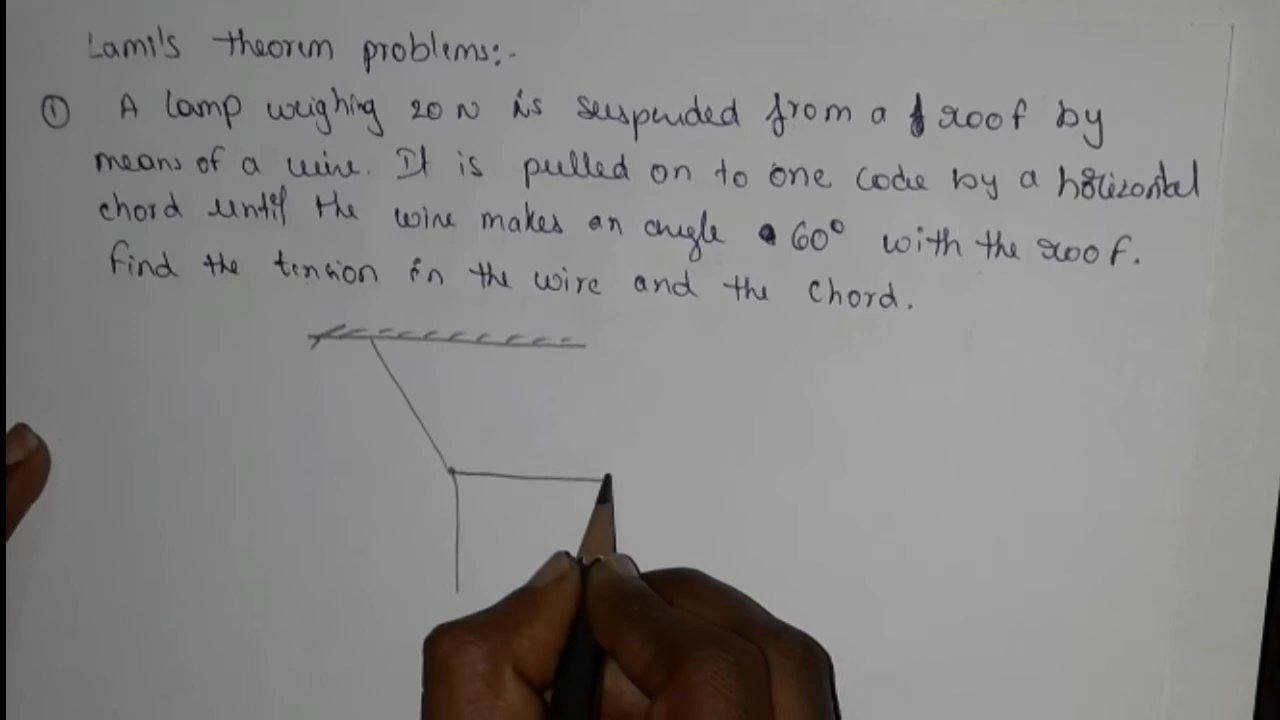 Lami's theorem problems:-
① A lamp weighing 20 N is suspended from a roof by
means of a wire. It is pulled on to one code by a horizontal
chord until the wire makes an angle 60° with the roof.
Find the tension in the wire and the chord.